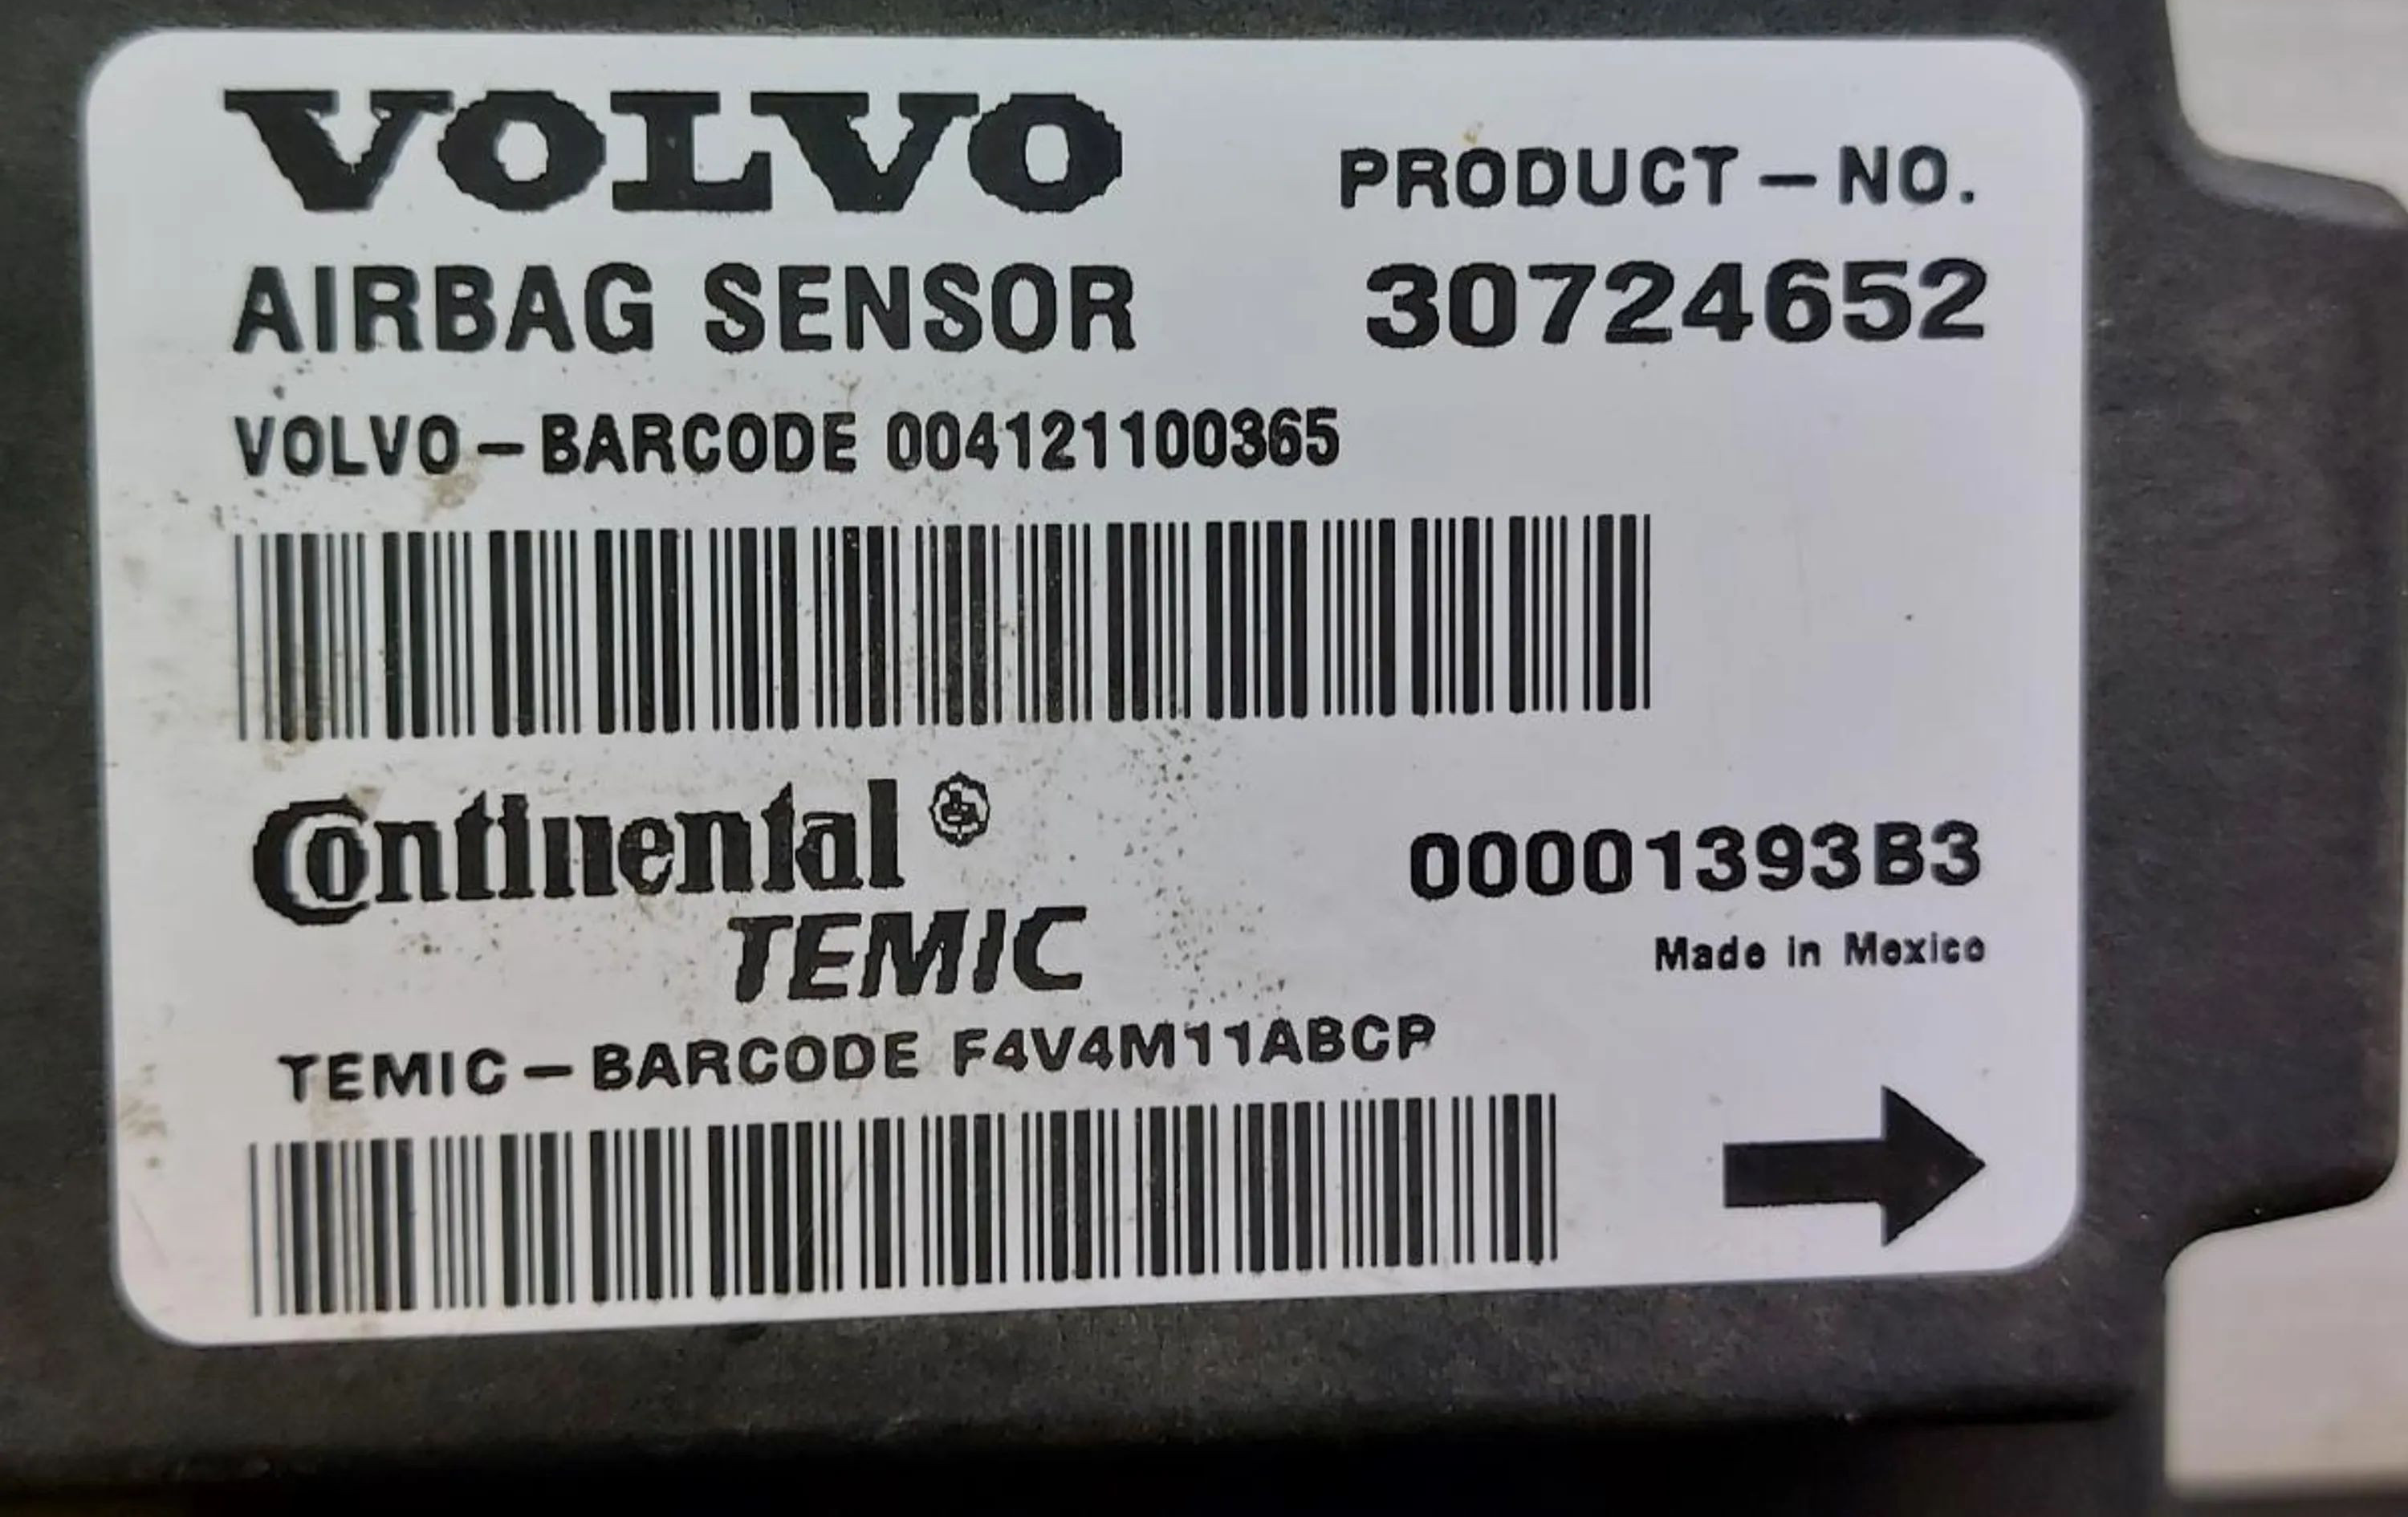 VOLVO
PRODUCT-NO.
AIRBAG SENSOR
30724652
VOLVO-BARCODE 004121100365
Continental
TEMIC
00001393B3
Made in Mexico
TEMIC-BARCODE F4V4M11ABCP